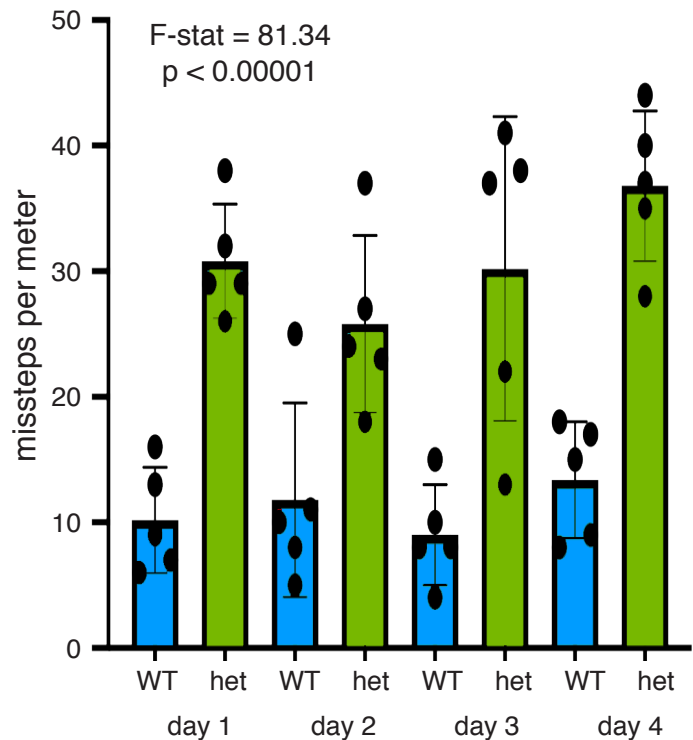 F-stat = 81.34
p < 0.00001
missteps per meter
50
40
30
20
10
0
WT het WT het WT het WT het
day 1 day 2 day 3 day 4